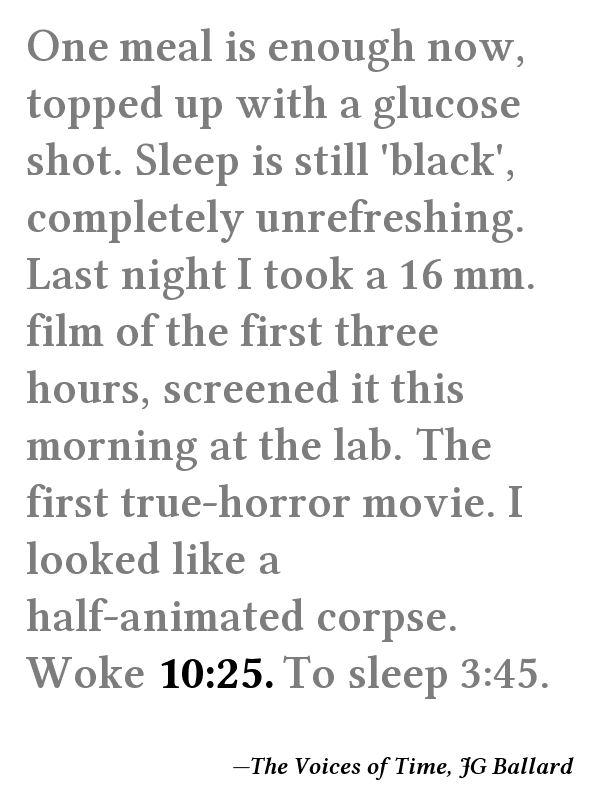 One meal is enough now,
topped up with a glucose
shot. Sleep is still 'black',
completely unrefreshing.
Last night I took a 16 mm.
film of the first three
hours, screened it this
morning at the lab. The
first true-horror movie. I
looked like a
half-animated corpse.
Woke 10:25. To sleep 3:45.
—The Voices of Time, JG Ballard